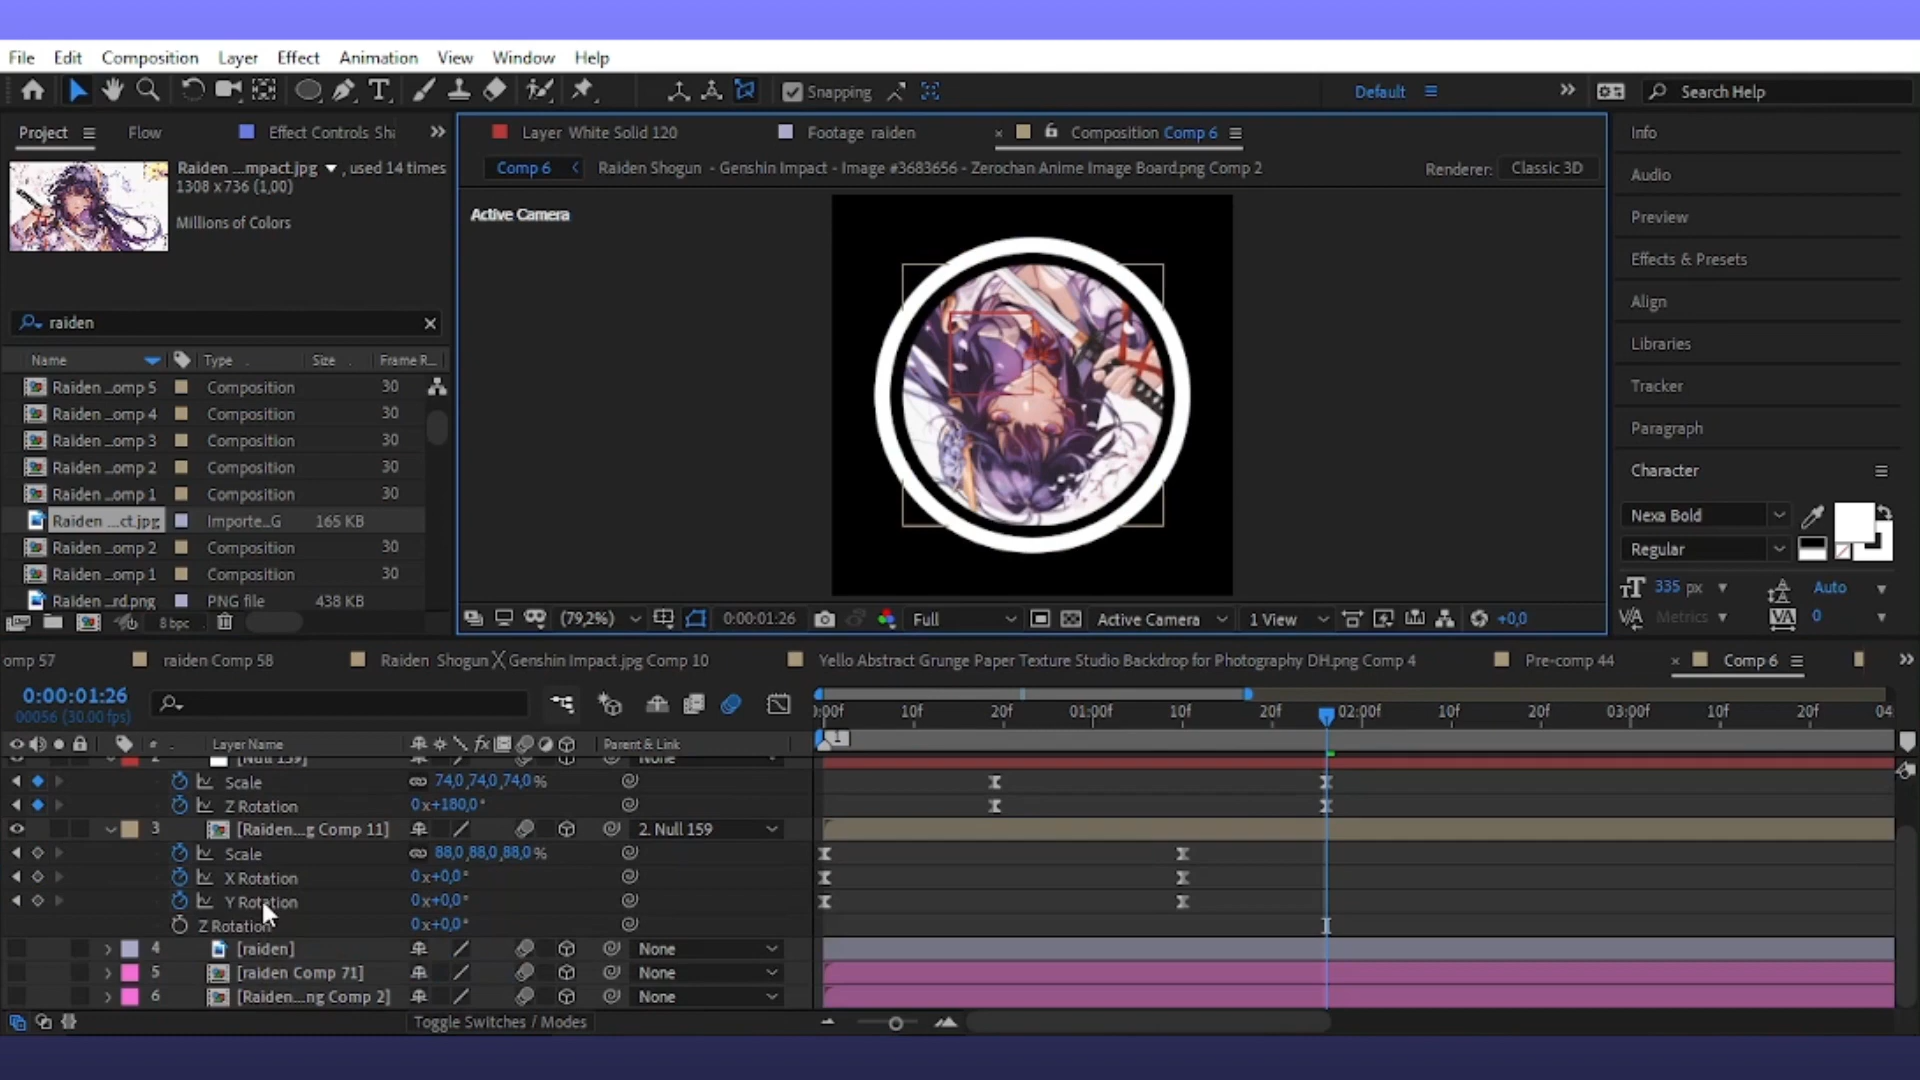 File Edit Composition Layer Effect Animation View Window Help
Snapping
Default
Search Help
Project
Flow
Effect Controls Sh
Layer White Solid 120
Footage raiden
Composition Comp 6
Info
Raiden ...mpact.jpg , used 14 times
1308 x 736 (1,00)
Millions of Colors
Comp 6
Raiden Shogun - Genshin Impact - Image #3683656 - Zerochan Anime Image Board.png Comp 2
Renderer: Classic 3D
Active Camera
Audio
Preview
Effects & Presets
Align
Libraries
Tracker
Paragraph
Character
Nexa Bold
Regular
335 px
Auto
Metrics
0
raiden
Name Type Size Frame R...
Raiden ...omp 5 Composition 30
Raiden ...omp 4 Composition 30
Raiden ...omp 3 Composition 30
Raiden ...omp 2 Composition 30
Raiden ...omp 1 Composition 30
Raiden ...ct.jpg Importe...G 165 KB
Raiden ...omp 2 Composition 30
Raiden ...omp 1 Composition 30
Raiden ...rd.png PNG file 438 KB
8 bpc
(79,2%)
0:00:01:26
Full
Active Camera
1 View
+0,0
omp 57
raiden Comp 58
Raiden Shogun╳Genshin Impact.jpg Comp 10
Yello Abstract Grunge Paper Texture Studio Backdrop for Photography DH.png Comp 4
Pre-comp 44
Comp 6
0:00:01:26
00056 (30.00 fps)
0:00f 10f 20f 01:00f 10f 20f 02:00f 10f 20f 03:00f 10f 20f 04
# Layer Name fx Parent & Link
1
2 [Null 159] None
Scale 74,0,74,0,74,0 %
Z Rotation 0 x+180,0 °
3 [Raiden...g Comp 11] 2. Null 159
Scale 88,0,88,0,88,0 %
X Rotation 0 x+0,0 °
Y Rotation 0 x+0,0 °
Z Rotation 0 x+0,0 °
4 [raiden] None
5 [raiden Comp 71] None
6 [Raiden...ng Comp 2] None
Toggle Switches / Modes